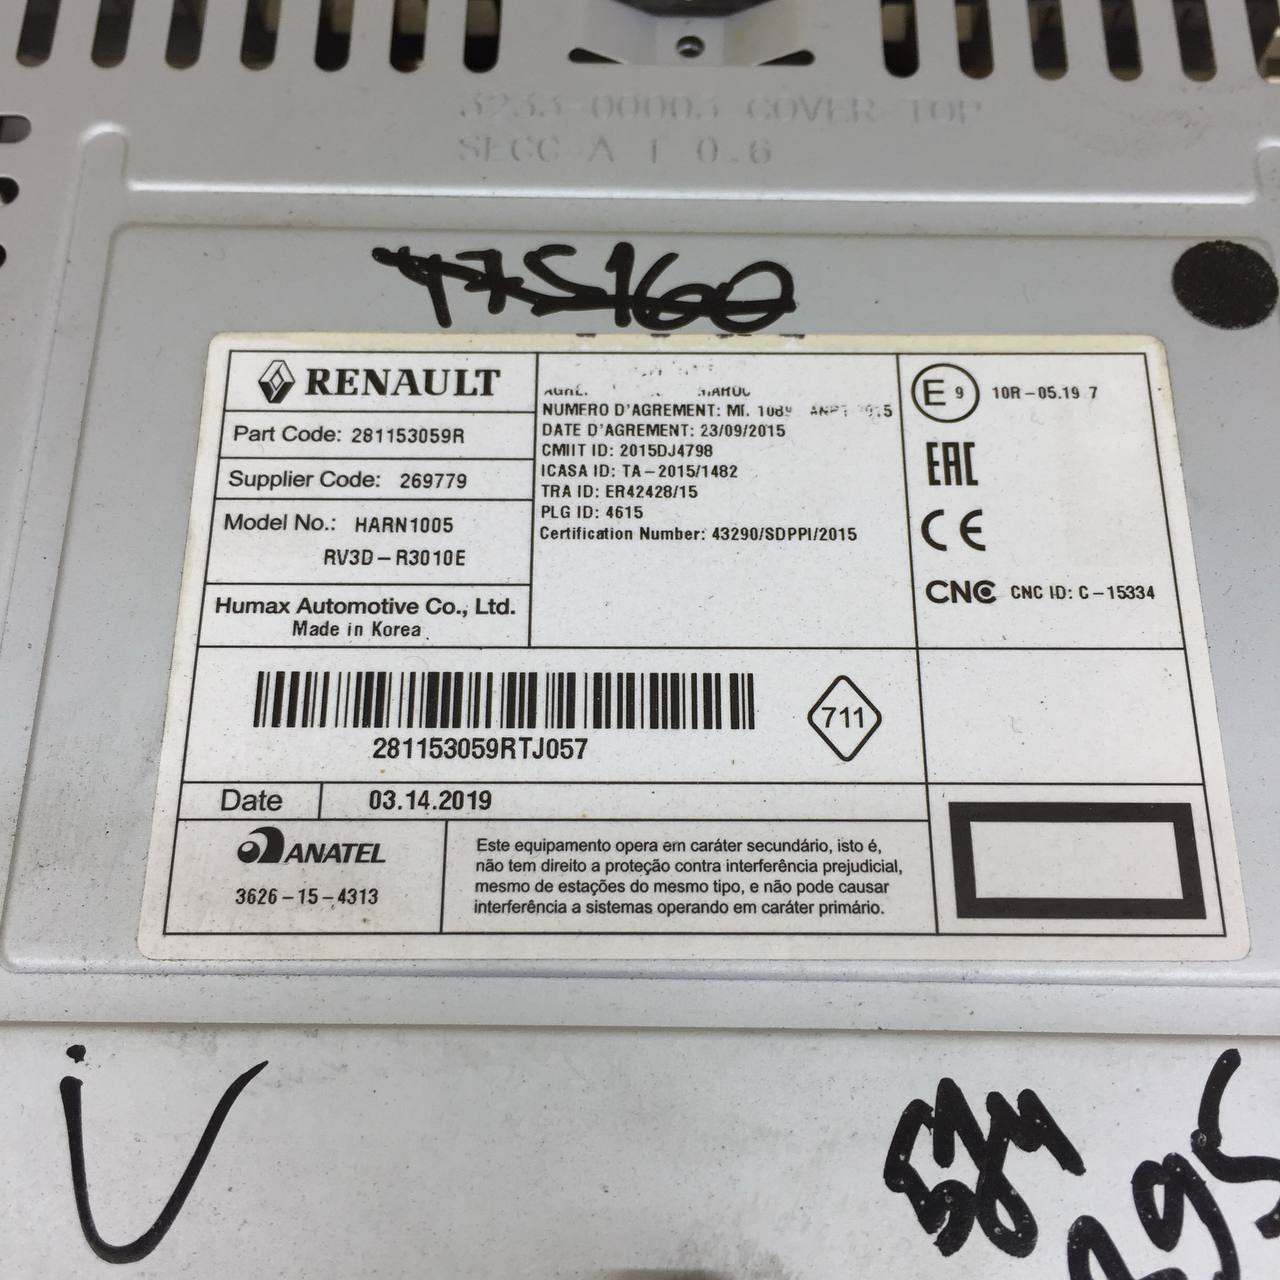 COVER TOP
SECC A T 0.6
RENAULT
Part Code: 281153059R
Supplier Code: 269779
Model No.: HARN1005
RV3D-R3010E
Humax Automotive Co., Ltd.
Made in Korea
MAROC
NUMERO D'AGREMENT: MR 1089 ANRT 2015
DATE D'AGREMENT: 23/09/2015
CMIIT ID: 2015DJ4798
ICASA ID: TA-2015/1482
TRA ID: ER42428/15
PLG ID: 4615
Certification Number: 43290/SDPPI/2015
E 9 10R-05.19 7
EAC
CE
CNC CNC ID: C-15334
281153059RTJ057
711
Date 03.14.2019
ANATEL
3626-15-4313
Este equipamento opera em caráter secundário, isto é,
não tem direito a proteção contra interferência prejudicial,
mesmo de estações do mesmo tipo, e não pode causar
interferência a sistemas operando em caráter primário.